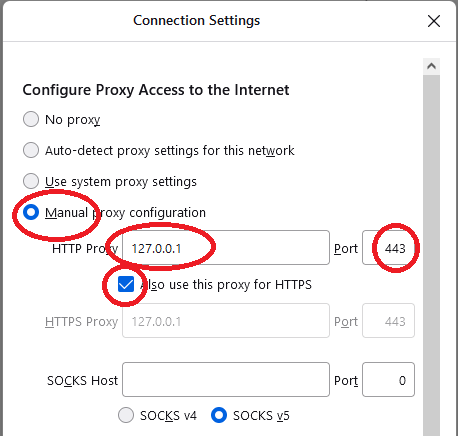 Connection Settings
Configure Proxy Access to the Internet
No proxy
Auto-detect proxy settings for this network
Use system proxy settings
Manual proxy configuration
HTTP Proxy 127.0.0.1 Port 443
Also use this proxy for HTTPS
HTTPS Proxy 127.0.0.1 Port 443
SOCKS Host Port 0
SOCKS v4 SOCKS v5